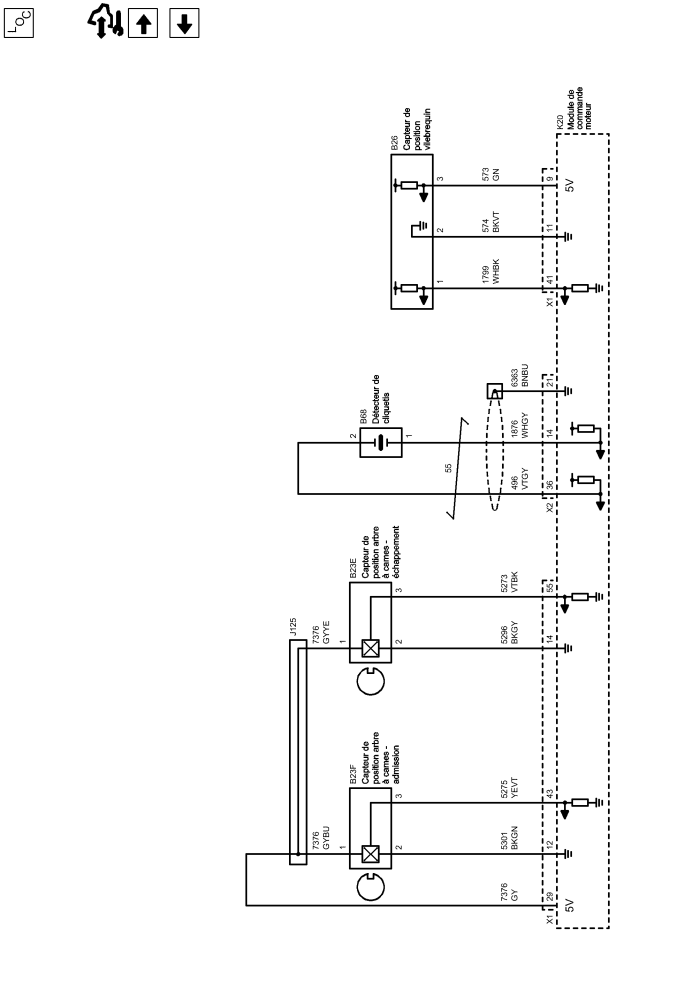 LOC
B26
Capteur de
position
vilebrequin
K20
Module de
commande
moteur
3
573
GN
9
5V
2
574
BKVT
11
1
1799
WHBK
41
X1
B68
Détecteur de
cliquetis
2
1
6363
BNBU
21
1876
WHGY
14
55
496
VTGY
36
X2
B23E
Capteur de
position arbre
à cames -
échappement
3
5273
VTBK
55
J125
7376
GYYE
1
2
5296
BKGY
14
B23F
Capteur de
position arbre
à cames -
admission
3
5275
YEVT
43
7376
GYBU
1
2
5301
BKGN
12
7376
GY
29
5V
X1